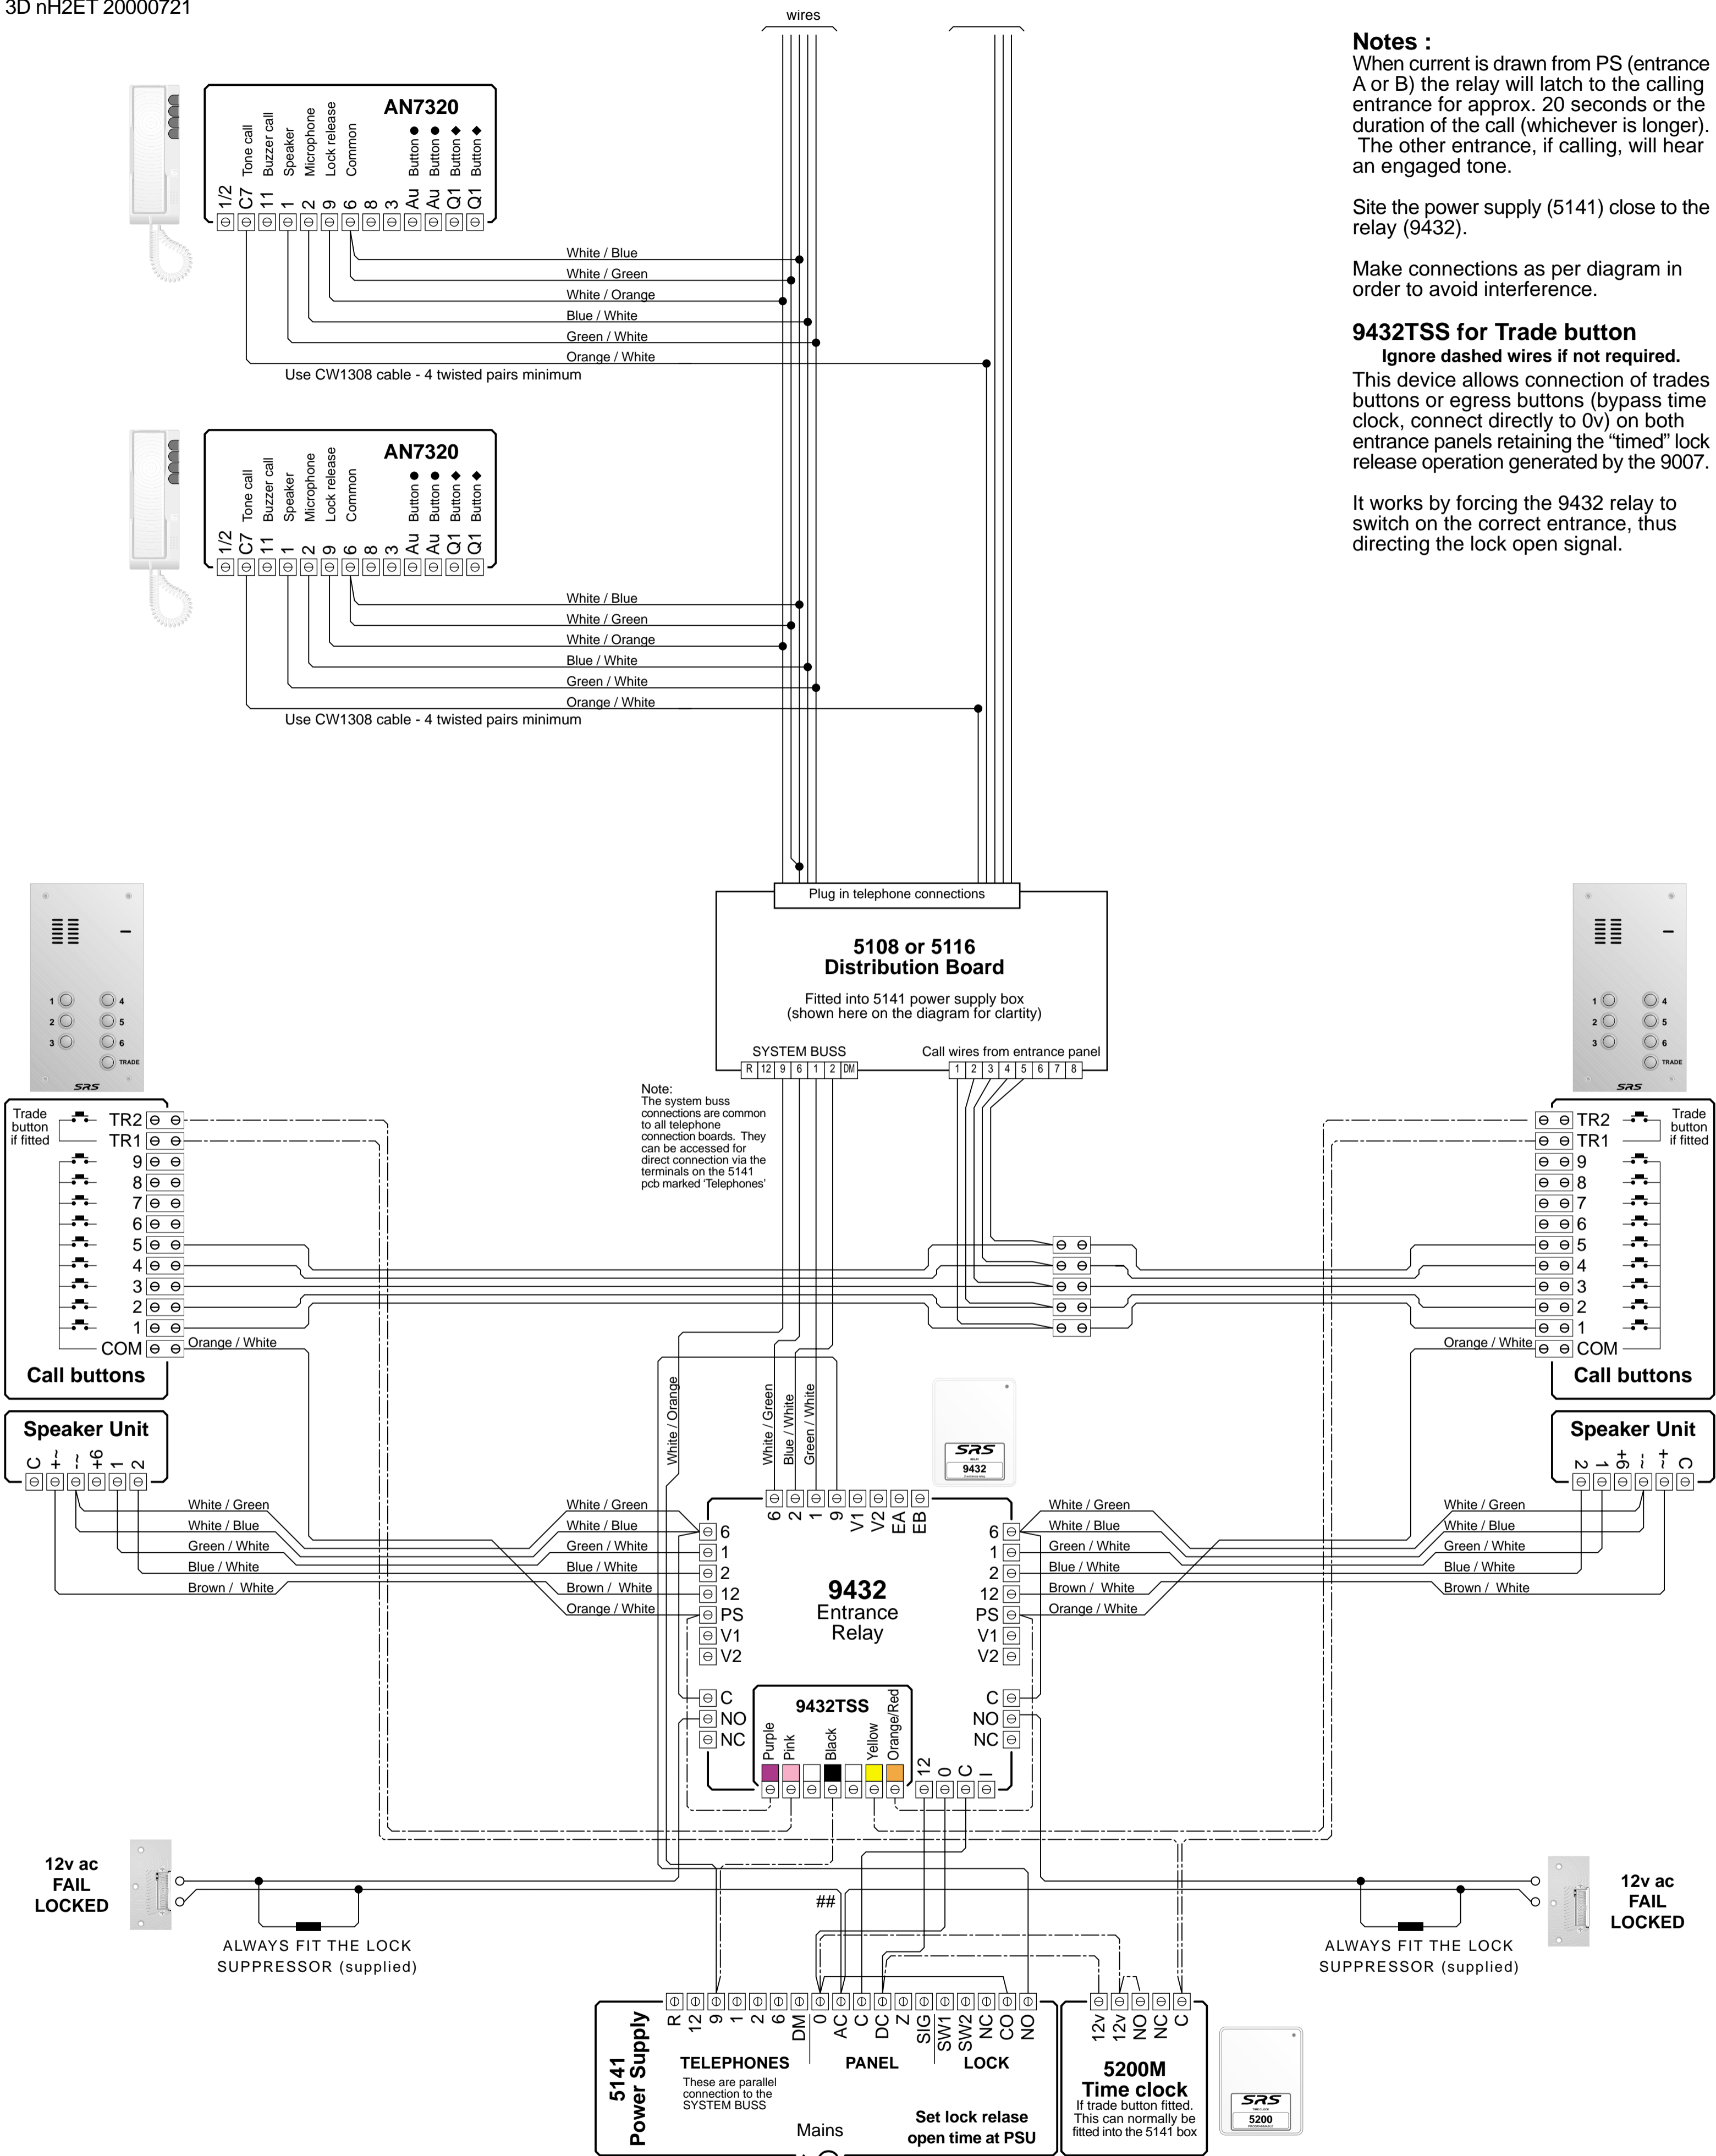 3D nH2ET 20000721
wires
Notes :
When current is drawn from PS (entrance
A or B) the relay will latch to the calling
entrance for approx. 20 seconds or the
duration of the call (whichever is longer).
The other entrance, if calling, will hear
an engaged tone.
Site the power supply (5141) close to the
relay (9432).
Make connections as per diagram in
order to avoid interference.
9432TSS for Trade button
Ignore dashed wires if not required.
This device allows connection of trades
buttons or egress buttons (bypass time
clock, connect directly to 0v) on both
entrance panels retaining the “timed” lock
release operation generated by the 9007.
It works by forcing the 9432 relay to
switch on the correct entrance, thus
directing the lock open signal.
AN7320
1/2
C7 Tone call
11 Buzzer call
1 Speaker
2 Microphone
9 Lock release
6 Common
8
3
Au Button ●
Au Button ●
Q1 Button ◆
Q1 Button ◆
White / Blue
White / Green
White / Orange
Blue / White
Green / White
Orange / White
Use CW1308 cable - 4 twisted pairs minimum
AN7320
1/2
C7 Tone call
11 Buzzer call
1 Speaker
2 Microphone
9 Lock release
6 Common
8
3
Au Button ●
Au Button ●
Q1 Button ◆
Q1 Button ◆
White / Blue
White / Green
White / Orange
Blue / White
Green / White
Orange / White
Use CW1308 cable - 4 twisted pairs minimum
Plug in telephone connections
5108 or 5116
Distribution Board
Fitted into 5141 power supply box
(shown here on the diagram for clartity)
SYSTEM BUSS
R 12 9 6 1 2 DM
Call wires from entrance panel
1 2 3 4 5 6 7 8
Note:
The system buss
connections are common
to all telephone
connection boards. They
can be accessed for
direct connection via the
terminals on the 5141
pcb marked ‘Telephones’
1 4
2 5
3 6
TRADE
SRS
1 4
2 5
3 6
TRADE
SRS
Trade
button
if fitted
TR2
TR1
9
8
7
6
5
4
3
2
1
COM
Orange / White
Call buttons
Trade
button
if fitted
TR2
TR1
9
8
7
6
5
4
3
2
1
COM
Orange / White
Call buttons
Speaker Unit
C +~ ~ +6 1 2
White / Green
White / Blue
Green / White
Blue / White
Brown / White
Speaker Unit
2 1 +6 ~ +~ C
White / Green
White / Blue
Green / White
Blue / White
Brown / White
White / Orange
White / Green
Blue / White
Green / White
SRS
9432
White / Green
White / Blue
Green / White
Blue / White
Brown / White
Orange / White
White / Green
White / Blue
Green / White
Blue / White
Brown / White
Orange / White
6 2 1 9 V1 V2 EA EB
9432
Entrance
Relay
6
1
2
12
PS
V1
V2
C
NO
NC
6
1
2
12
PS
V1
V2
C
NO
NC
9432TSS
Purple
Pink
Black
Yellow
Orange/Red
12 0 C I
12v ac
FAIL
LOCKED
ALWAYS FIT THE LOCK
SUPPRESSOR (supplied)
##
12v ac
FAIL
LOCKED
ALWAYS FIT THE LOCK
SUPPRESSOR (supplied)
5141
Power Supply
R 12 9 1 2 6 DM 0 AC C DC Z SIG SW1 SW2 NC CO NO
TELEPHONES
PANEL
LOCK
These are parallel
connection to the
SYSTEM BUSS
Mains
Set lock relase
open time at PSU
12v 12v NO NC C
5200M
Time clock
If trade button fitted.
This can normally be
fitted into the 5141 box
SRS
5200